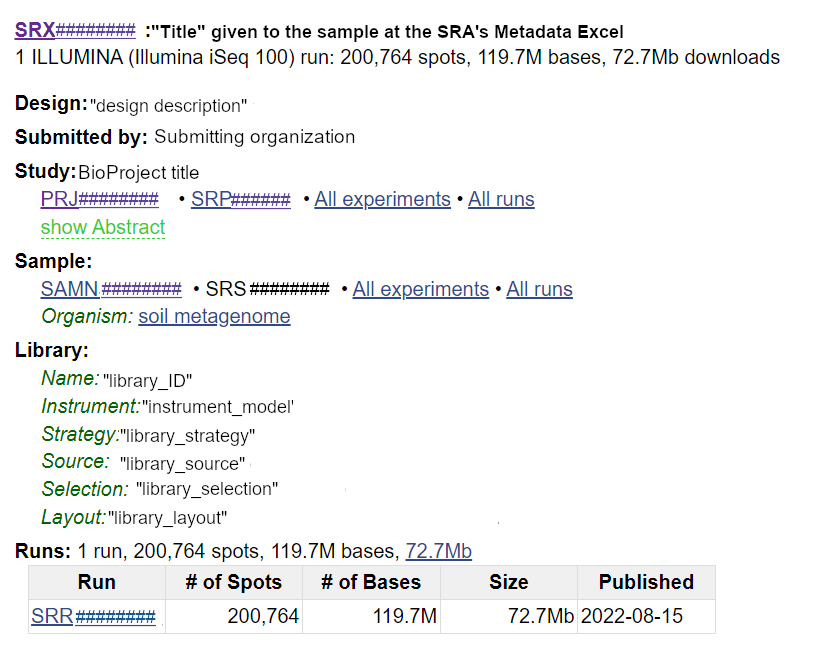 SRX######## :"Title" given to the sample at the SRA's Metadata Excel
1 ILLUMINA (Illumina iSeq 100) run: 200,764 spots, 119.7M bases, 72.7Mb downloads
Design: "design description"
Submitted by: Submitting organization
Study: BioProject title
PRJ######## • SRP###### • All experiments • All runs
show Abstract
Sample:
SAMN ######## • SRS ######## • All experiments • All runs
Organism: soil metagenome
Library:
Name: "library_ID"
Instrument: "instrument_model'
Strategy: "library_strategy"
Source: "library_source"
Selection: "library_selection"
Layout: "library_layout"
Runs: 1 run, 200,764 spots, 119.7M bases, 72.7Mb
Run # of Spots # of Bases Size Published
SRR ######## 200,764 119.7M 72.7Mb 2022-08-15